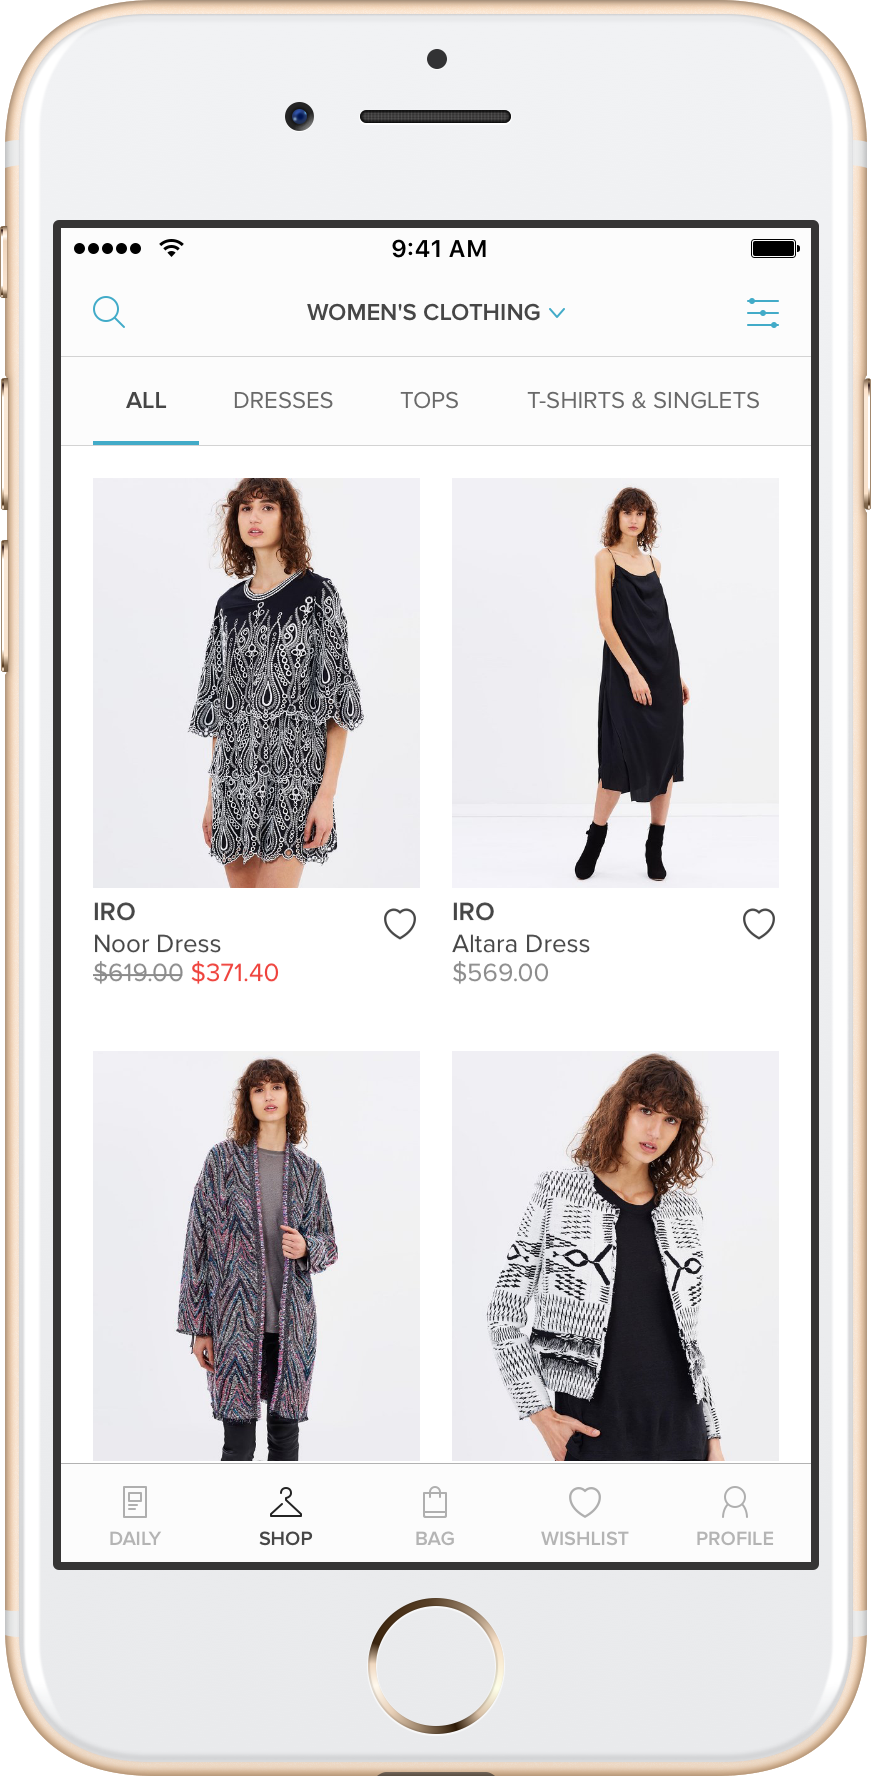 9:41 AM
WOMEN'S CLOTHING
ALL DRESSES TOPS T-SHIRTS & SINGLETS
IRO
Noor Dress
$619.00 $371.40
IRO
Altara Dress
$569.00
DAILY SHOP BAG WISHLIST PROFILE